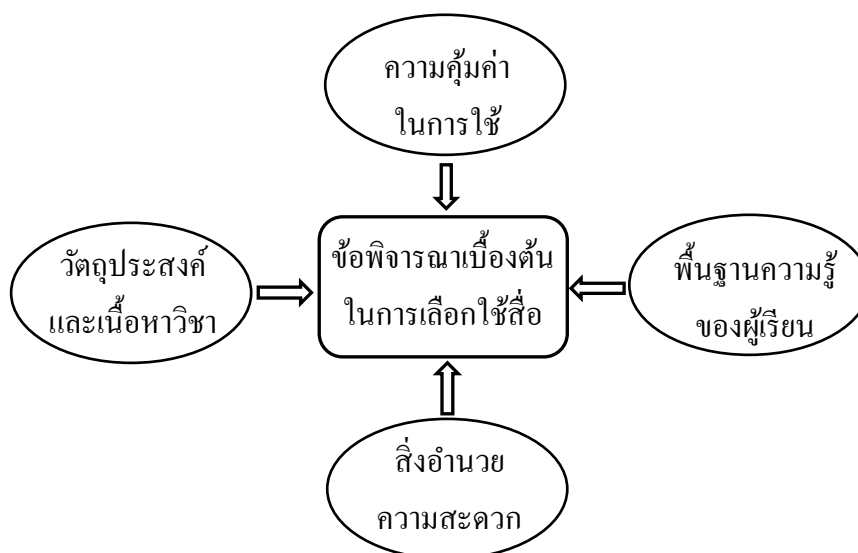 ความคุ้มค่า
ในการใช้
วัตถุประสงค์
และเนื้อหาวิชา
ข้อพิจารณาเบื้องต้น
ในการเลือกใช้สื่อ
พื้นฐานความรู้
ของผู้เรียน
สิ่งอำนวย
ความสะดวก